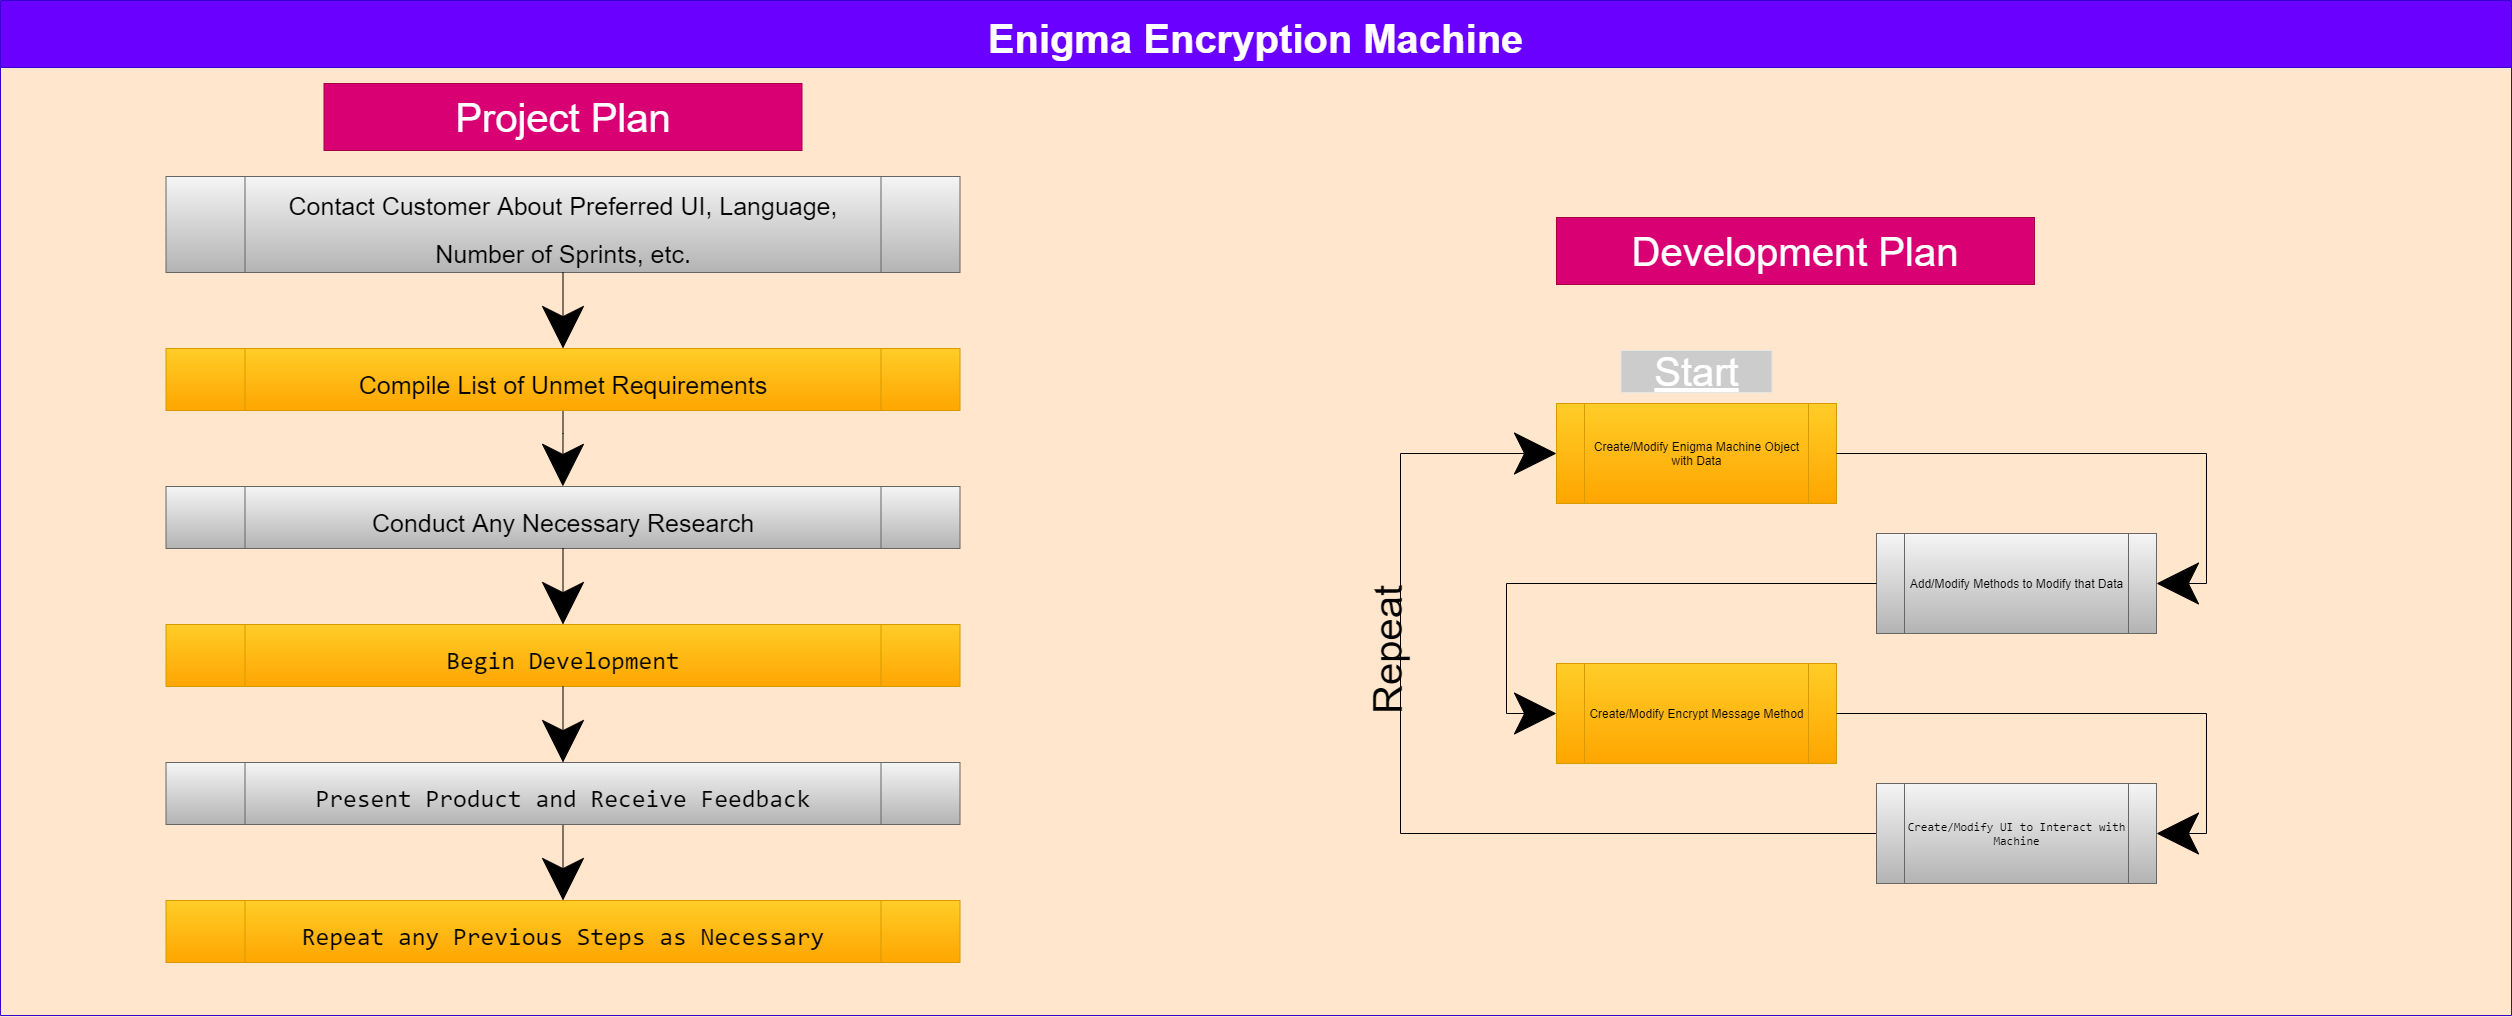 Enigma Encryption Machine
Project Plan
Contact Customer About Preferred UI, Language,
Number of Sprints, etc.
Compile List of Unmet Requirements
Conduct Any Necessary Research
Begin Development
Present Product and Receive Feedback
Repeat any Previous Steps as Necessary
Development Plan
Start
Create/Modify Enigma Machine Object
with Data
Add/Modify Methods to Modify that Data
Repeat
Create/Modify Encrypt Message Method
Create/Modify UI to Interact with
Machine